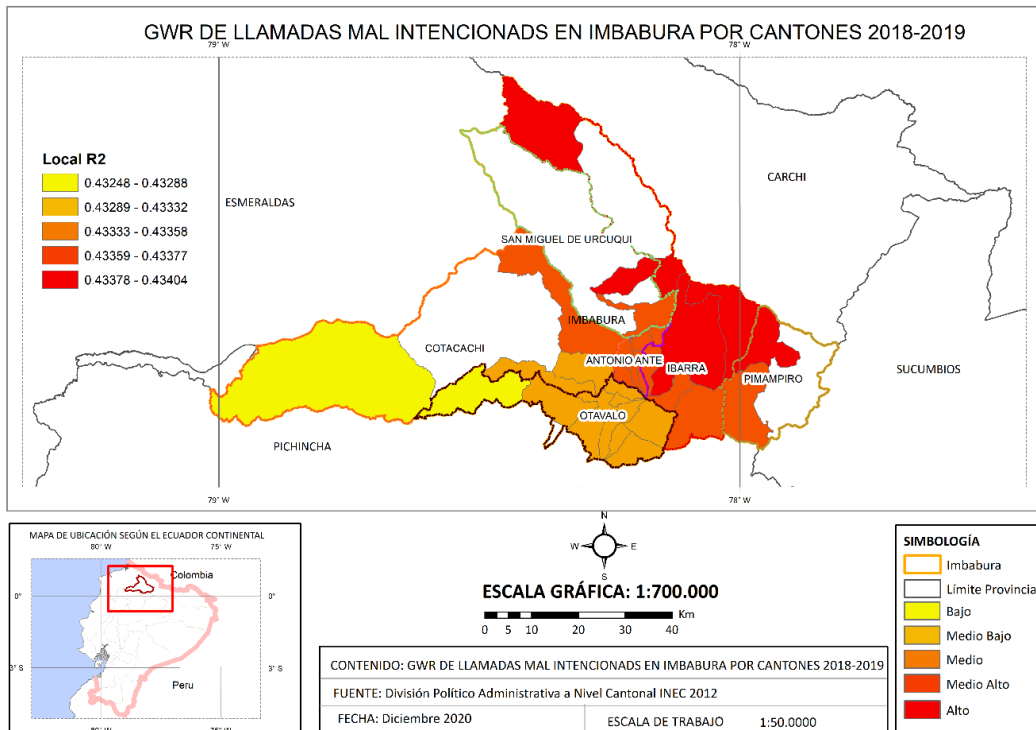 GWR DE LLAMADAS MAL INTENCIONADS EN IMBABURA POR CANTONES 2018-2019
79° W
78° W
Local R2
0.43248 - 0.43288
0.43289 - 0.43332
0.43333 - 0.43358
0.43359 - 0.43377
0.43378 - 0.43404
ESMERALDAS
CARCHI
SAN MIGUEL DE URCUQUI
IMBABURA
COTACACHI
ANTONIO ANTE
IBARRA
PIMAMPIRO
SUCUMBIOS
OTAVALO
PICHINCHA
79° W
78° W
MAPA DE UBICACIÓN SEGÚN EL ECUADOR CONTINENTAL
80° W
75° W
Colombia
0°
0°
3° S
3° S
Peru
80° W
75° W
N
W
E
S
ESCALA GRÁFICA: 1:700.000
Km
0 5 10 20 30 40
CONTENIDO: GWR DE LLAMADAS MAL INTENCIONADS EN IMBABURA POR CANTONES 2018-2019
FUENTE: División Político Administrativa a Nivel Cantonal INEC 2012
FECHA: Diciembre 2020
ESCALA DE TRABAJO 1:50.0000
SIMBOLOGÍA
Imbabura
Límite Provincia
Bajo
Medio Bajo
Medio
Medio Alto
Alto